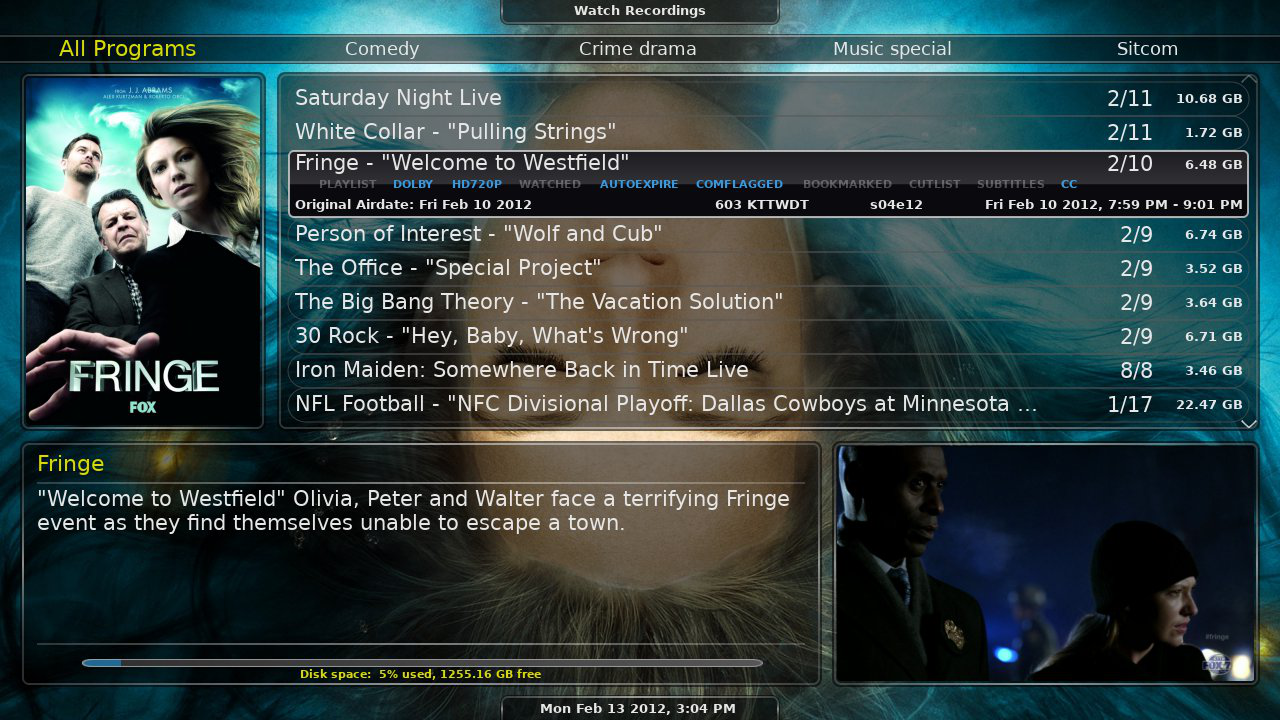 Watch Recordings
All Programs Comedy Crime drama Music special Sitcom
FROM J. J. ABRAMS
ALEX KURTZMAN & ROBERTO ORCI
FRINGE
FOX
Saturday Night Live 2/11 10.68 GB
White Collar - "Pulling Strings" 2/11 1.72 GB
Fringe - "Welcome to Westfield" 2/10 6.48 GB
PLAYLIST DOLBY HD720P WATCHED AUTOEXPIRE COMFLAGGED BOOKMARKED CUTLIST SUBTITLES CC
Original Airdate: Fri Feb 10 2012 603 KTTWDT s04e12 Fri Feb 10 2012, 7:59 PM - 9:01 PM
Person of Interest - "Wolf and Cub" 2/9 6.74 GB
The Office - "Special Project" 2/9 3.52 GB
The Big Bang Theory - "The Vacation Solution" 2/9 3.64 GB
30 Rock - "Hey, Baby, What's Wrong" 2/9 6.71 GB
Iron Maiden: Somewhere Back in Time Live 8/8 3.46 GB
NFL Football - "NFC Divisional Playoff: Dallas Cowboys at Minnesota ... 1/17 22.47 GB
Fringe
"Welcome to Westfield" Olivia, Peter and Walter face a terrifying Fringe
event as they find themselves unable to escape a town.
Disk space: 5% used, 1255.16 GB free
#fringe
FOX 7
Mon Feb 13 2012, 3:04 PM